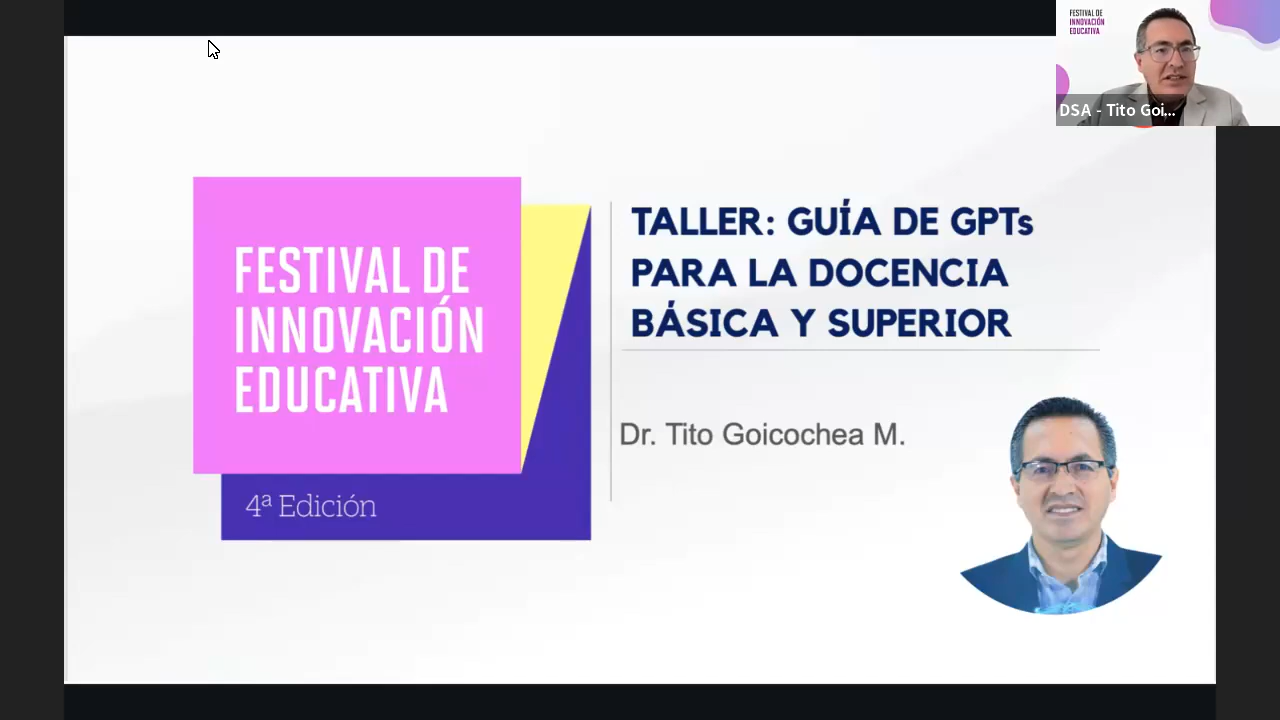 FESTIVAL DE
INNOVACIÓN
EDUCATIVA
DSA - Tito Goi...
FESTIVAL DE
INNOVACIÓN
EDUCATIVA
4ª Edición
TALLER: GUÍA DE GPTs
PARA LA DOCENCIA
BÁSICA Y SUPERIOR
Dr. Tito Goicochea M.